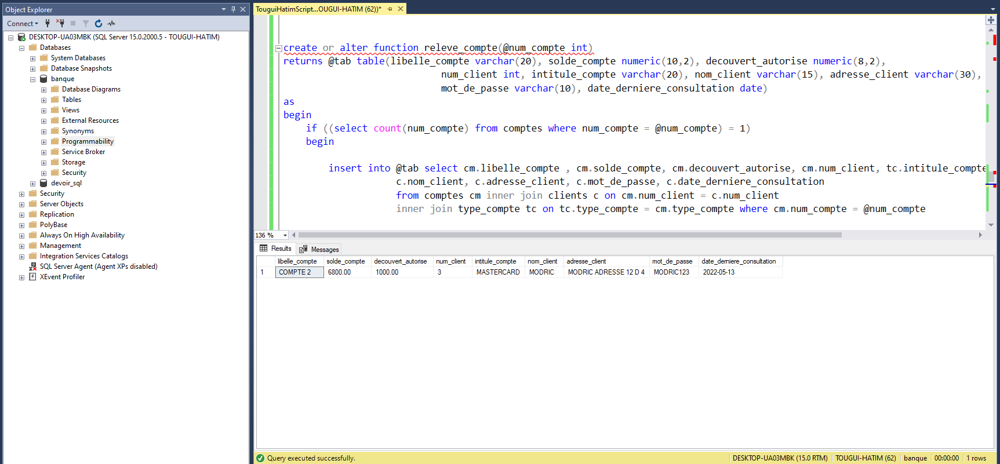 Object Explorer
Connect
DESKTOP-UA03MBK (SQL Server 15.0.2000.5 - TOUGUI-HATIM)
Databases
System Databases
Database Snapshots
banque
Database Diagrams
Tables
Views
External Resources
Synonyms
Programmability
Service Broker
Storage
Security
devoir_sql
Security
Server Objects
Replication
PolyBase
Always On High Availability
Management
Integration Services Catalogs
SQL Server Agent (Agent XPs disabled)
XEvent Profiler
TouguiHatimScript...OUGUI-HATIM (62))*
create or alter function releve_compte(@num_compte int)
returns @tab table(libelle_compte varchar(20), solde_compte numeric(10,2), decouvert_autorise numeric(8,2),
num_client int, intitule_compte varchar(20), nom_client varchar(15), adresse_client varchar(30),
mot_de_passe varchar(10), date_derniere_consultation date)
as
begin
if ((select count(num_compte) from comptes where num_compte = @num_compte) = 1)
begin
insert into @tab select cm.libelle_compte , cm.solde_compte, cm.decouvert_autorise, cm.num_client, tc.intitule_compte
c.nom_client, c.adresse_client, c.mot_de_passe, c.date_derniere_consultation
from comptes cm inner join clients c on cm.num_client = c.num_client
inner join type_compte tc on tc.type_compte = cm.type_compte where cm.num_compte = @num_compte
136 %
Results Messages
libelle_compte solde_compte decouvert_autorise num_client intitule_compte nom_client adresse_client mot_de_passe date_derniere_consultation
1 COMPTE 2 6800.00 1000.00 3 MASTERCARD MODRIC MODRIC ADRESSE 12 D 4 MODRIC123 2022-05-13
Query executed successfully. DESKTOP-UA03MBK (15.0 RTM) TOUGUI-HATIM (62) banque 00:00:00 1 rows